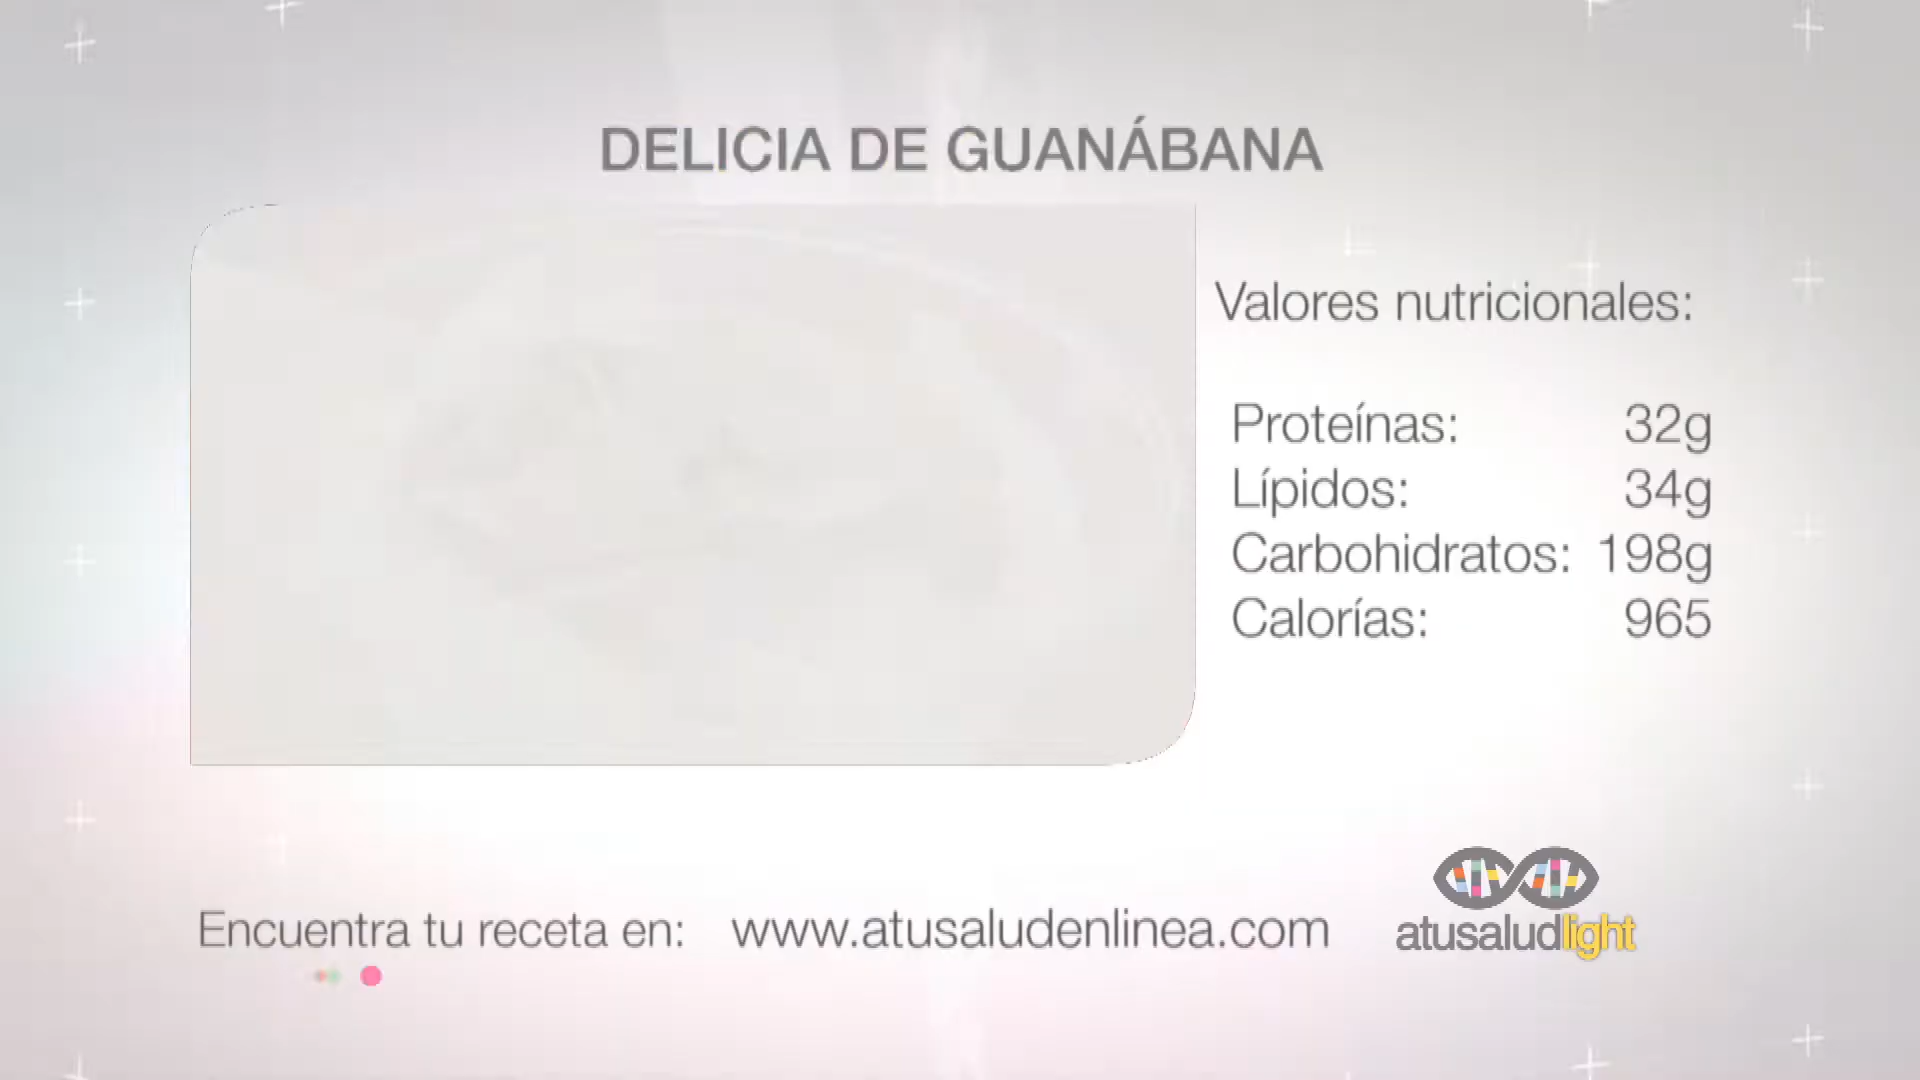 DELICIA DE GUANÁBANA
Valores nutricionales:
Proteínas: 32g
Lípidos: 34g
Carbohidratos: 198g
Calorías: 965
Encuentra tu receta en: www.atusaludenlinea.com
atusaludlight